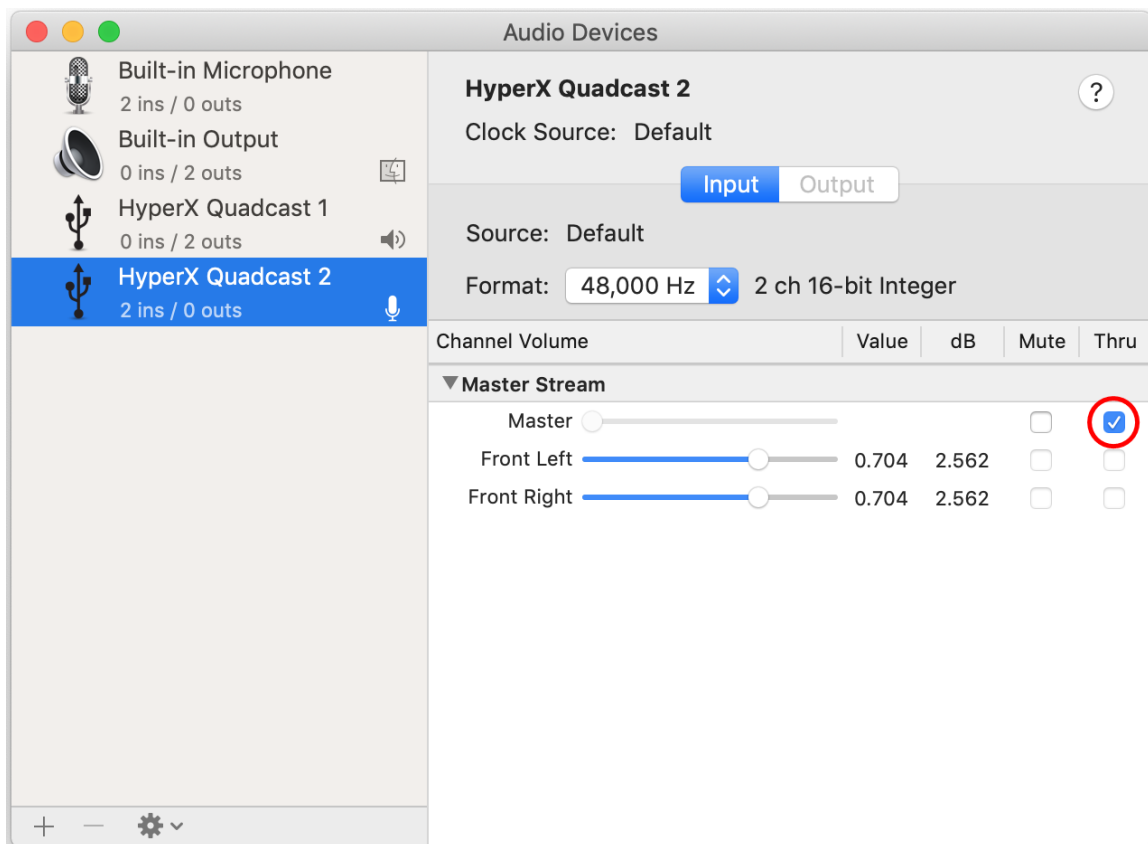 Audio Devices
Built-in Microphone
2 ins / 0 outs
Built-in Output
0 ins / 2 outs
HyperX Quadcast 1
0 ins / 2 outs
HyperX Quadcast 2
2 ins / 0 outs
HyperX Quadcast 2
?
Clock Source: Default
Input Output
Source: Default
Format: 48,000 Hz 2 ch 16-bit Integer
Channel Volume Value dB Mute Thru
Master Stream
Master
Front Left 0.704 2.562
Front Right 0.704 2.562